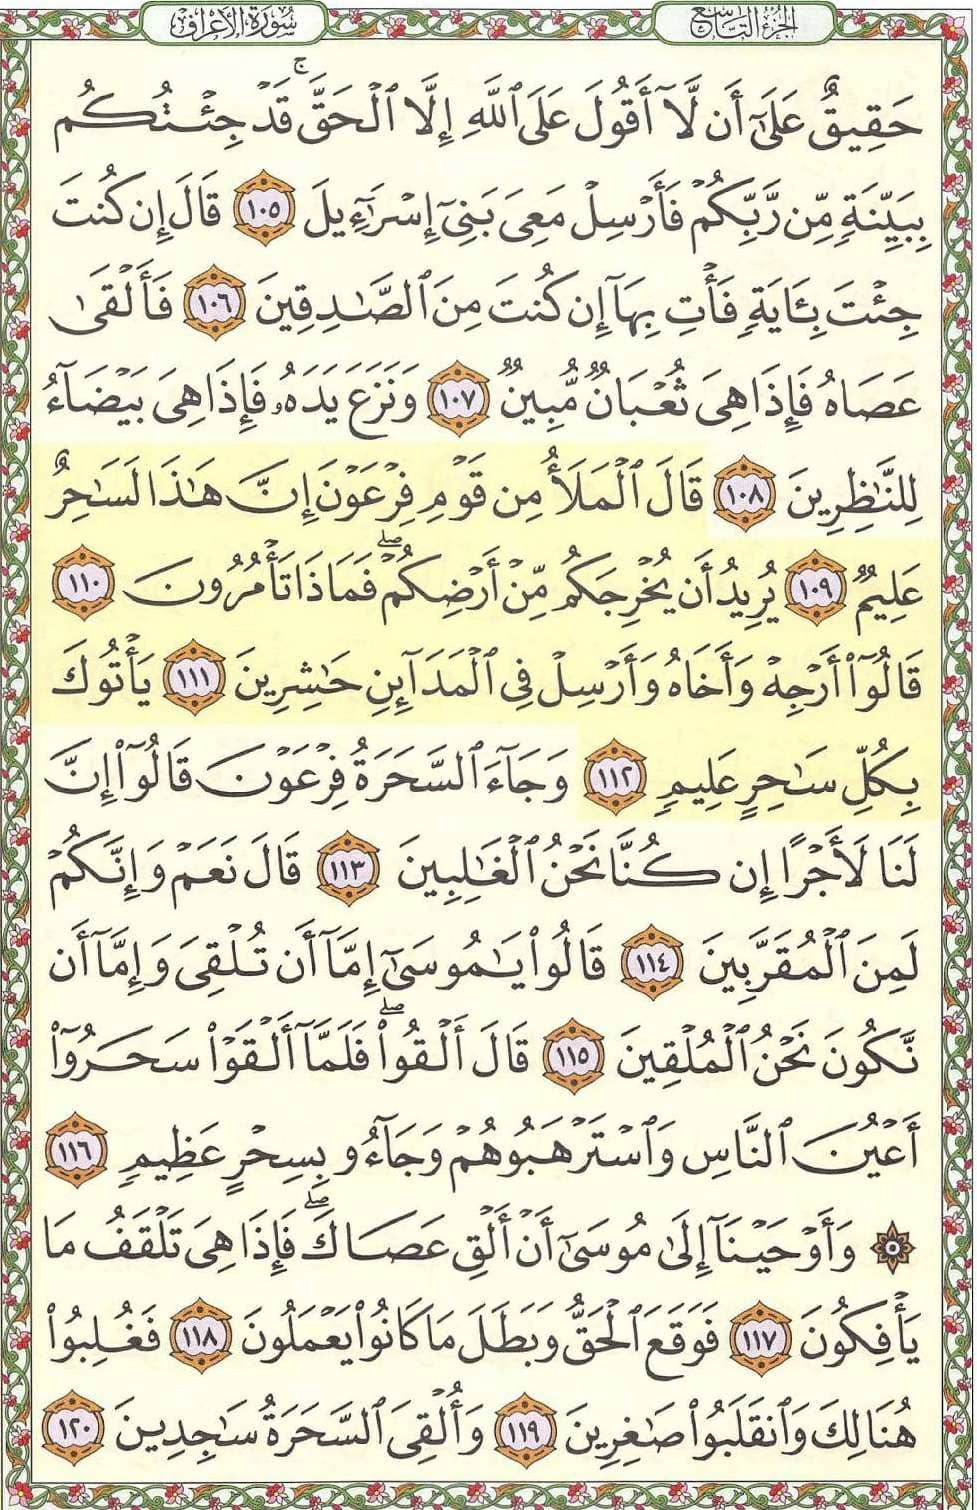 الجزء التاسع
سورة الأعراف
حَقِيقٌ عَلَىٰٓ أَن لَّآ أَقُولَ عَلَى ٱللَّهِ إِلَّا ٱلْحَقَّ ۚ قَدْ جِئْتُكُم
بِبَيِّنَةٍ مِّن رَّبِّكُمْ فَأَرْسِلْ مَعِىَ بَنِىٓ إِسْرَٰٓءِيلَ ١٠٥ قَالَ إِن كُنتَ
جِئْتَ بِـَٔايَةٍ فَأْتِ بِهَآ إِن كُنتَ مِنَ ٱلصَّـٰدِقِينَ ١٠٦ فَأَلْقَىٰ
عَصَاهُ فَإِذَا هِىَ ثُعْبَانٌ مُّبِينٌ ١٠٧ وَنَزَعَ يَدَهُۥ فَإِذَا هِىَ بَيْضَآءُ
لِلنَّـٰظِرِينَ ١٠٨ قَالَ ٱلْمَلَأُ مِن قَوْمِ فِرْعَوْنَ إِنَّ هَـٰذَا لَسَـٰحِرٌ
عَلِيمٌ ١٠٩ يُرِيدُ أَن يُخْرِجَكُم مِّنْ أَرْضِكُمْ ۖ فَمَاذَا تَأْمُرُونَ ١١٠
قَالُوٓا۟ أَرْجِهْ وَأَخَاهُ وَأَرْسِلْ فِى ٱلْمَدَآئِنِ حَـٰشِرِينَ ١١١ يَأْتُوكَ
بِكُلِّ سَـٰحِرٍ عَلِيمٍ ١١٢ وَجَآءَ ٱلسَّحَرَةُ فِرْعَوْنَ قَالُوٓا۟ إِنَّ
لَنَا لَأَجْرًا إِن كُنَّا نَحْنُ ٱلْغَـٰلِبِينَ ١١٣ قَالَ نَعَمْ وَإِنَّكُمْ
لَمِنَ ٱلْمُقَرَّبِينَ ١١٤ قَالُوا۟ يَـٰمُوسَىٰٓ إِمَّآ أَن تُلْقِىَ وَإِمَّآ أَن
نَّكُونَ نَحْنُ ٱلْمُلْقِينَ ١١٥ قَالَ أَلْقُوا۟ ۖ فَلَمَّآ أَلْقَوْا۟ سَحَرُوٓا۟
أَعْيُنَ ٱلنَّاسِ وَٱسْتَرْهَبُوهُمْ وَجَآءُو بِسِحْرٍ عَظِيمٍ ١١٦
۞ وَأَوْحَيْنَآ إِلَىٰ مُوسَىٰٓ أَنْ أَلْقِ عَصَاكَ ۖ فَإِذَا هِىَ تَلْقَفُ مَا
يَأْفِكُونَ ١١٧ فَوَقَعَ ٱلْحَقُّ وَبَطَلَ مَا كَانُوا۟ يَعْمَلُونَ ١١٨ فَغُلِبُوا۟
هُنَالِكَ وَٱنقَلَبُوا۟ صَـٰغِرِينَ ١١٩ وَأُلْقِىَ ٱلسَّحَرَةُ سَـٰجِدِينَ ١٢٠